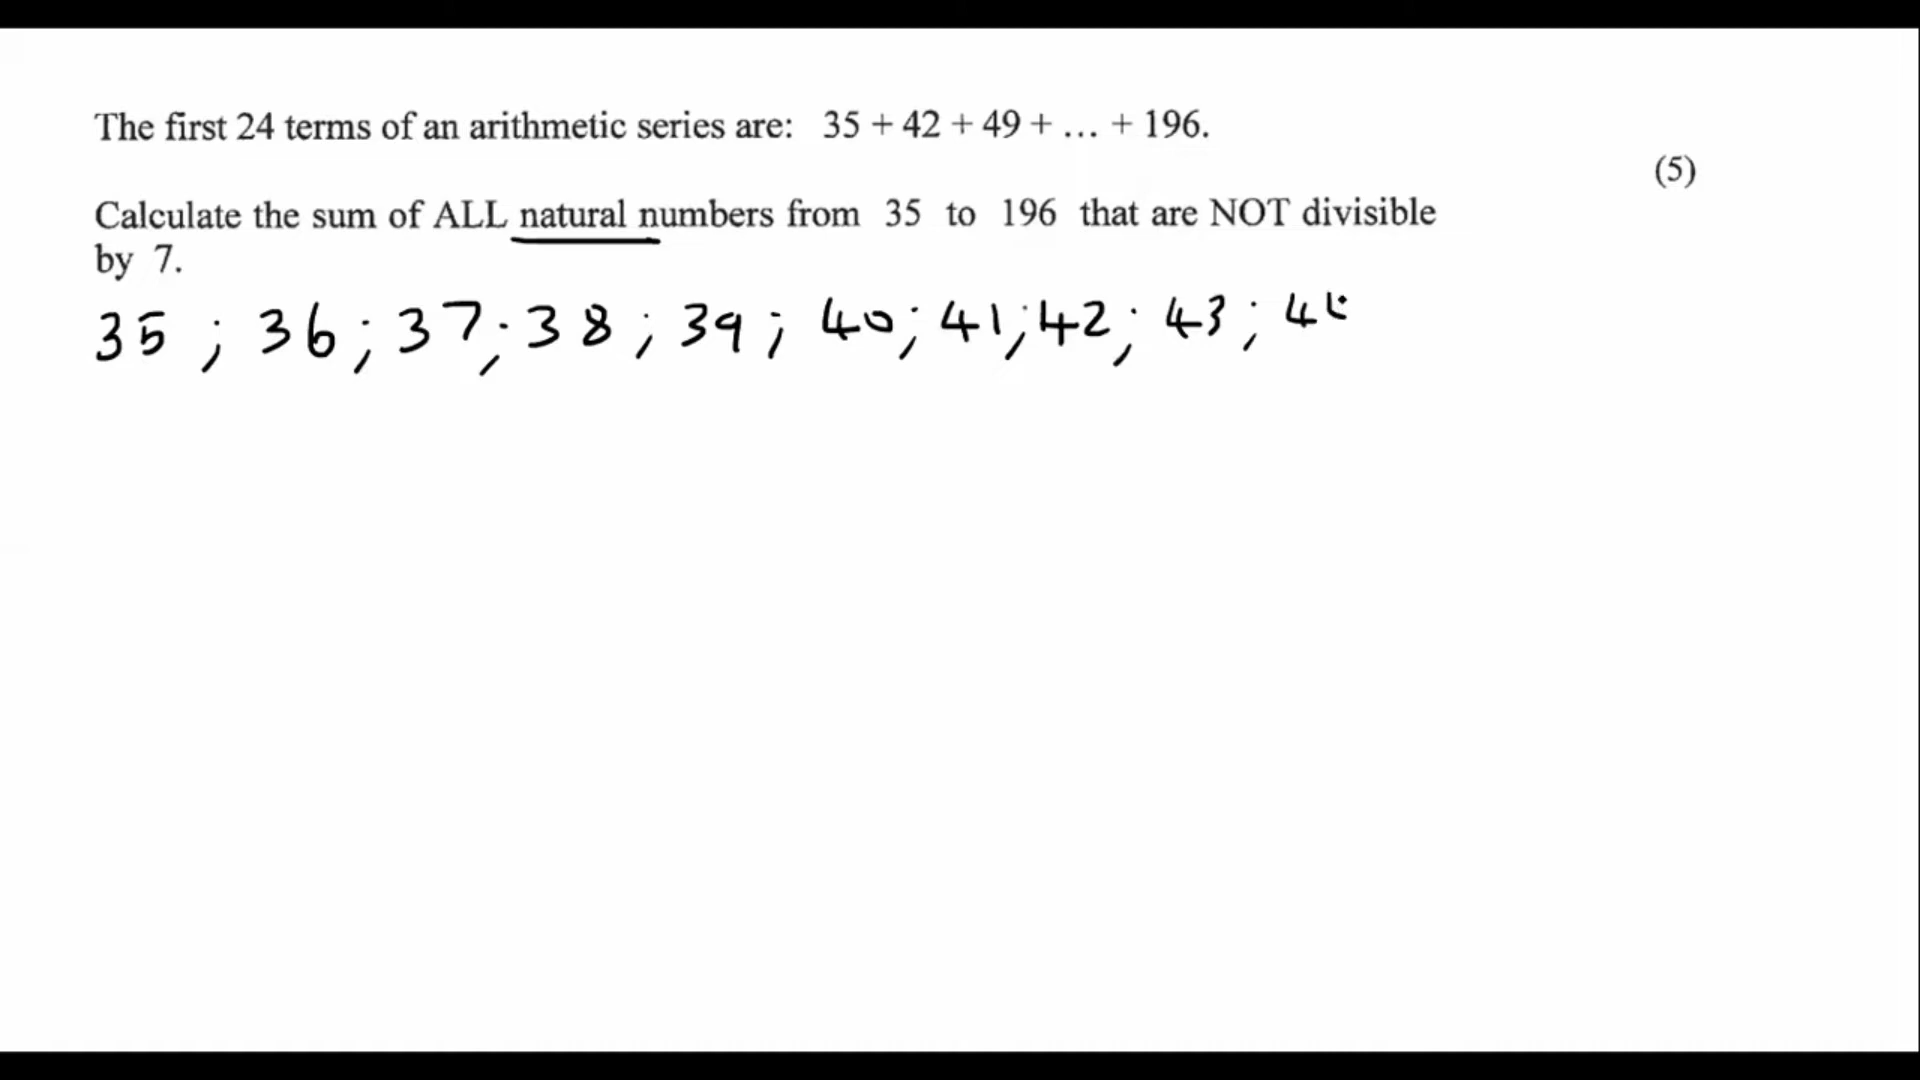 The first 24 terms of an arithmetic series are: 35 + 42 + 49 + ... + 196.
(5)
Calculate the sum of ALL natural numbers from 35 to 196 that are NOT divisible
by 7.
35 ; 36 ; 37 ; 38 ; 39 ; 40 ; 41 ; 42 ; 43 ; 4